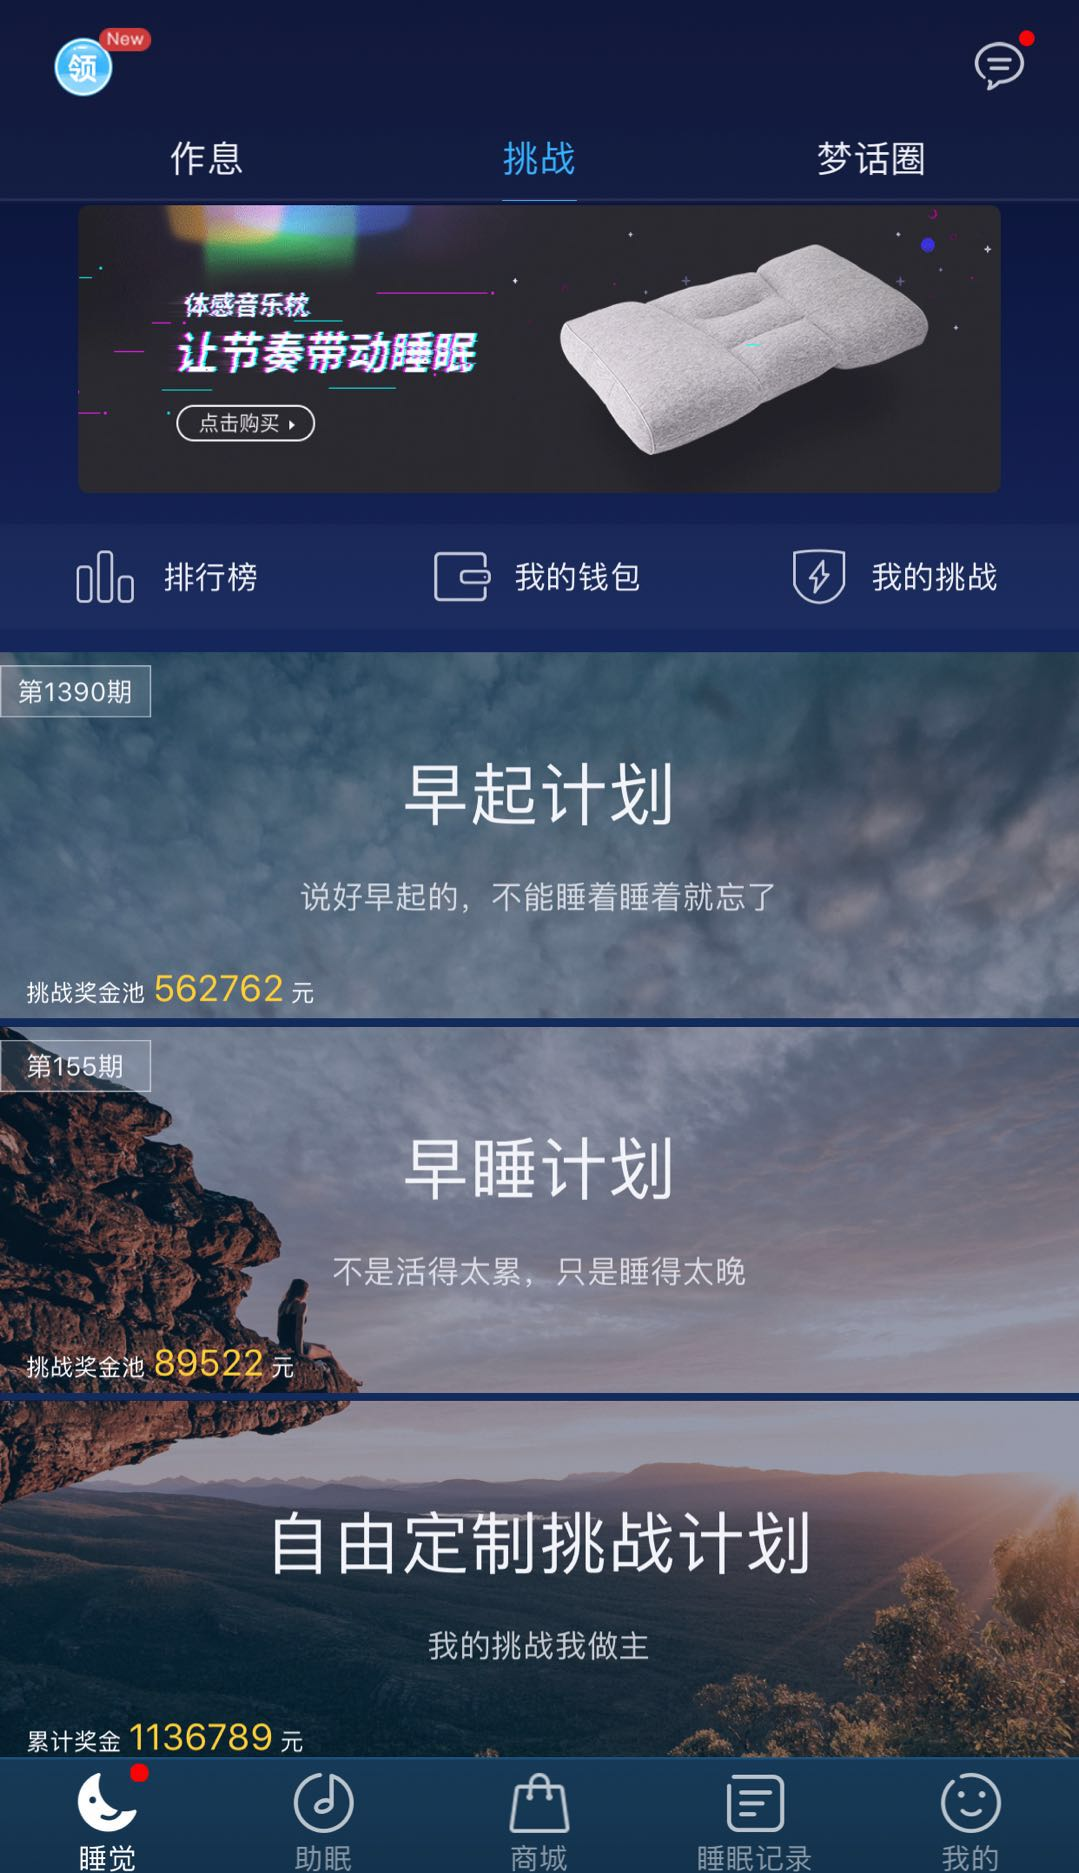 领
New
作息
挑战
梦话圈
体感音乐枕
让节奏带动睡眠
点击购买
排行榜
我的钱包
我的挑战
第1390期
早起计划
说好早起的，不能睡着睡着就忘了
挑战奖金池 562762 元
第155期
早睡计划
不是活得太累，只是睡得太晚
挑战奖金池 89522 元
自由定制挑战计划
我的挑战我做主
累计奖金 1136789 元
睡觉
助眠
商城
睡眠记录
我的